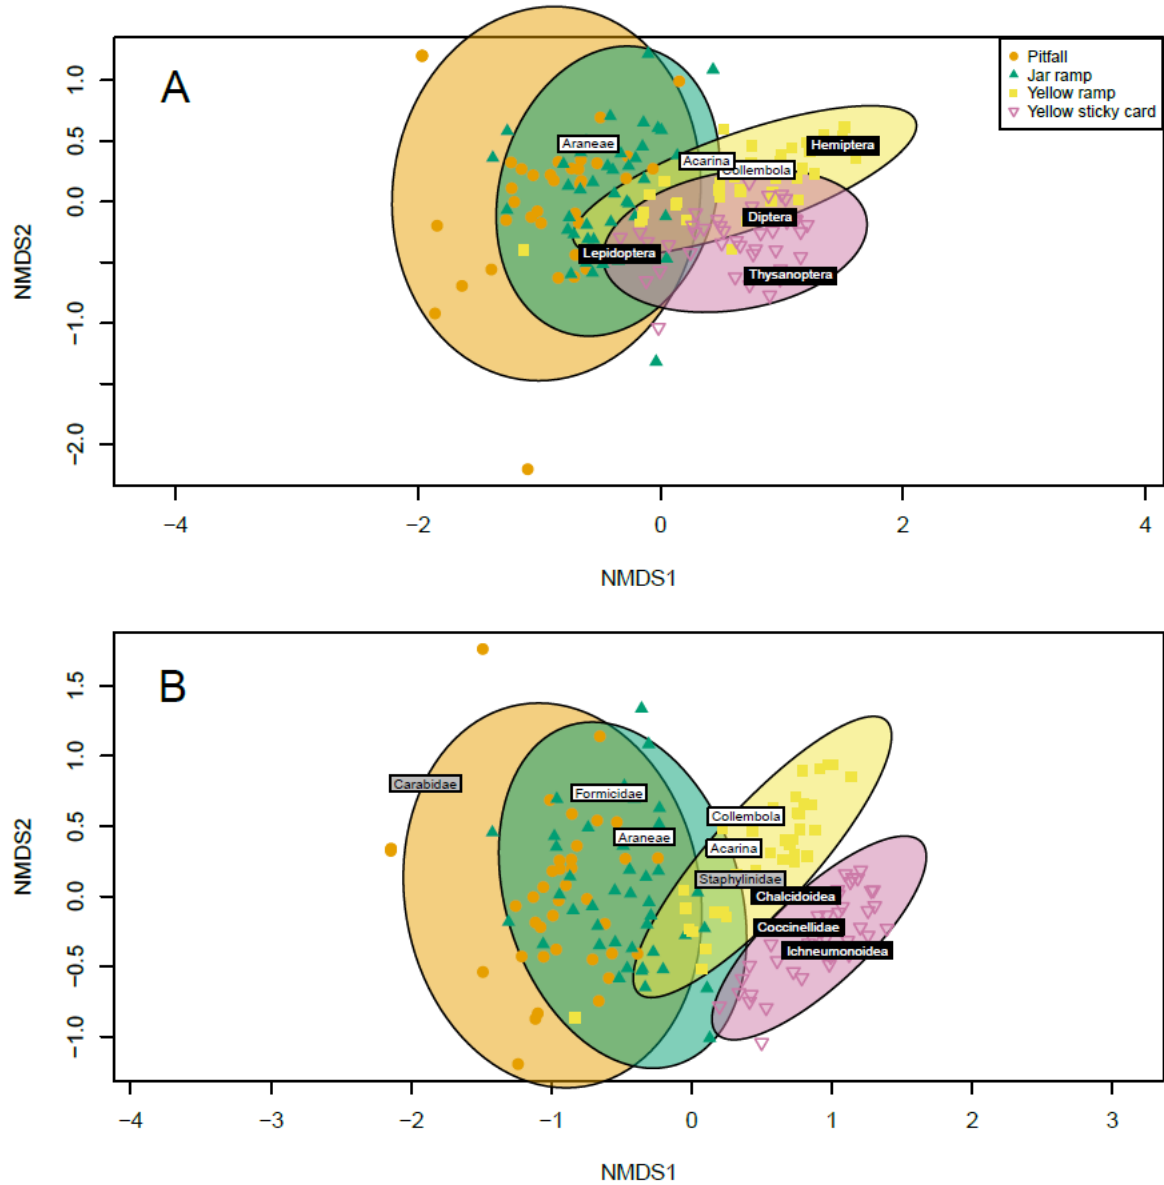 A
Pitfall
Jar ramp
Yellow ramp
Yellow sticky card
Araneae
Acarina
Collembola
Hemiptera
Diptera
Lepidoptera
Thysanoptera
1.0
0.5
0.0
−1.0
−2.0
NMDS2
−4
−2
0
2
4
NMDS1
B
Carabidae
Formicidae
Araneae
Collembola
Acarina
Staphylinidae
Chalcidoidea
Coccinellidae
Ichneumonoidea
1.5
1.0
0.5
0.0
−0.5
−1.0
NMDS2
−4
−3
−2
−1
0
1
2
3
NMDS1